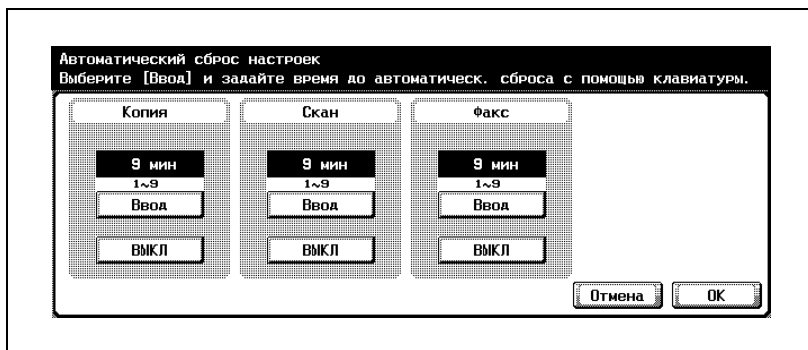 Автоматический сброс настроек
Выберите [Ввод] и задайте время до автоматическ. сброса с помощью клавиатуры.
Копия Скан Факс
9 мин 9 мин 9 мин
1~9 1~9 1~9
Ввод Ввод Ввод
ВЫКЛ ВЫКЛ ВЫКЛ
Отмена OK